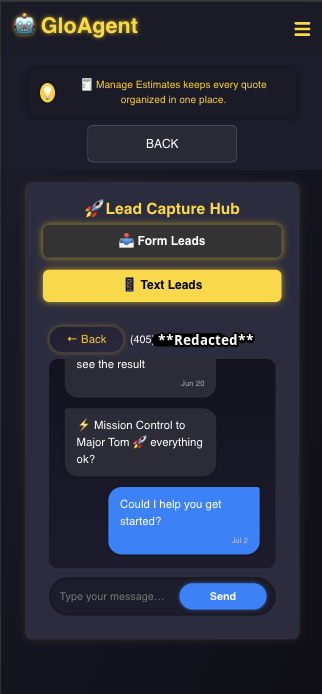 🤖 GloAgent
🧾 Manage Estimates keeps every quote
organized in one place.
BACK
🚀 Lead Capture Hub
📥 Form Leads
📱 Text Leads
← Back
(405) **Redacted**
see the result
Jun 20
⚡ Mission Control to
Major Tom 🚀 everything
ok?
Could I help you get
started?
Jul 2
Type your message…
Send